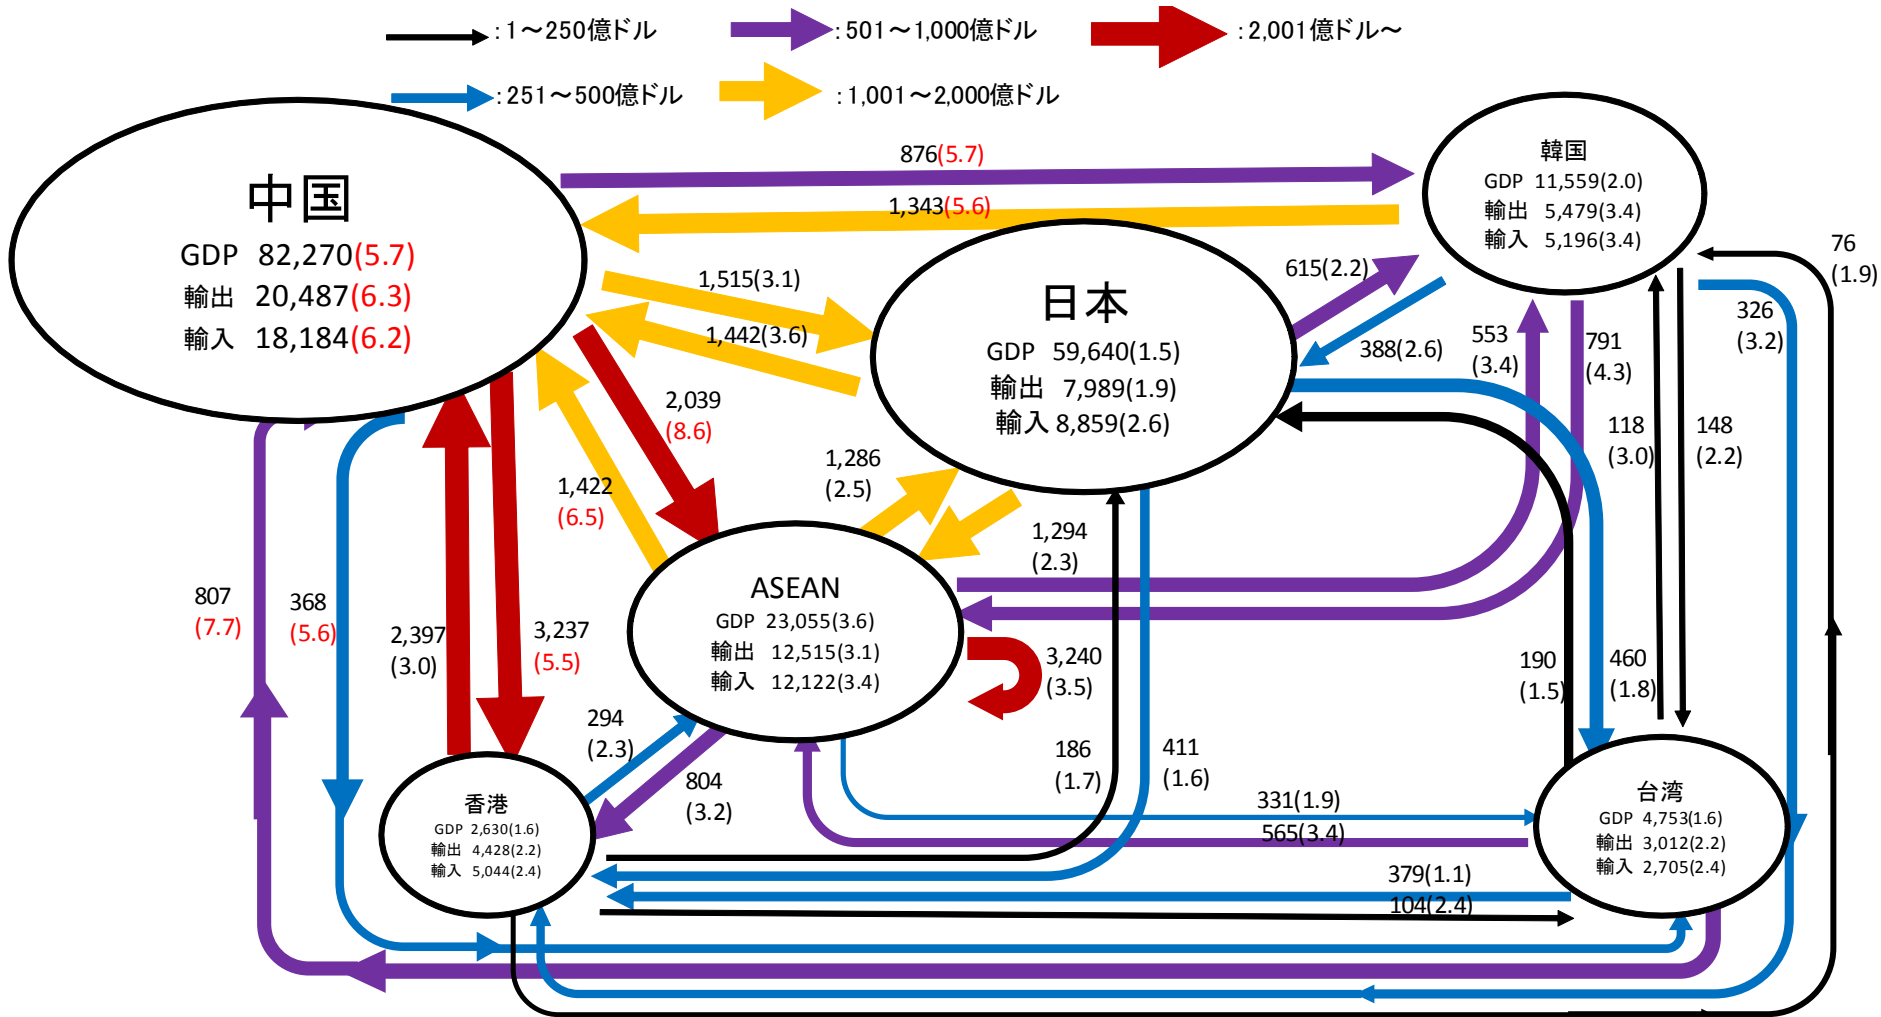 :1～250億ドル
:501～1,000億ドル
:2,001億ドル～
:251～500億ドル
:1,001～2,000億ドル
中国
GDP 82,270(5.7)
輸出 20,487(6.3)
輸入 18,184(6.2)
876(5.7)
1,343(5.6)
韓国
GDP 11,559(2.0)
輸出 5,479(3.4)
輸入 5,196(3.4)
日本
GDP 59,640(1.5)
輸出 7,989(1.9)
輸入 8,859(2.6)
1,515(3.1)
1,442(3.6)
615(2.2)
388(2.6)
553
(3.4)
791
(4.3)
76
(1.9)
326
(3.2)
118
(3.0)
148
(2.2)
2,039
(8.6)
1,422
(6.5)
1,286
(2.5)
1,294
(2.3)
ASEAN
GDP 23,055(3.6)
輸出 12,515(3.1)
輸入 12,122(3.4)
3,240
(3.5)
807
(7.7)
368
(5.6)
2,397
(3.0)
3,237
(5.5)
294
(2.3)
804
(3.2)
186
(1.7)
411
(1.6)
190
(1.5)
460
(1.8)
香港
GDP 2,630(1.6)
輸出 4,428(2.2)
輸入 5,044(2.4)
331(1.9)
565(3.4)
379(1.1)
104(2.4)
台湾
GDP 4,753(1.6)
輸出 3,012(2.2)
輸入 2,705(2.4)